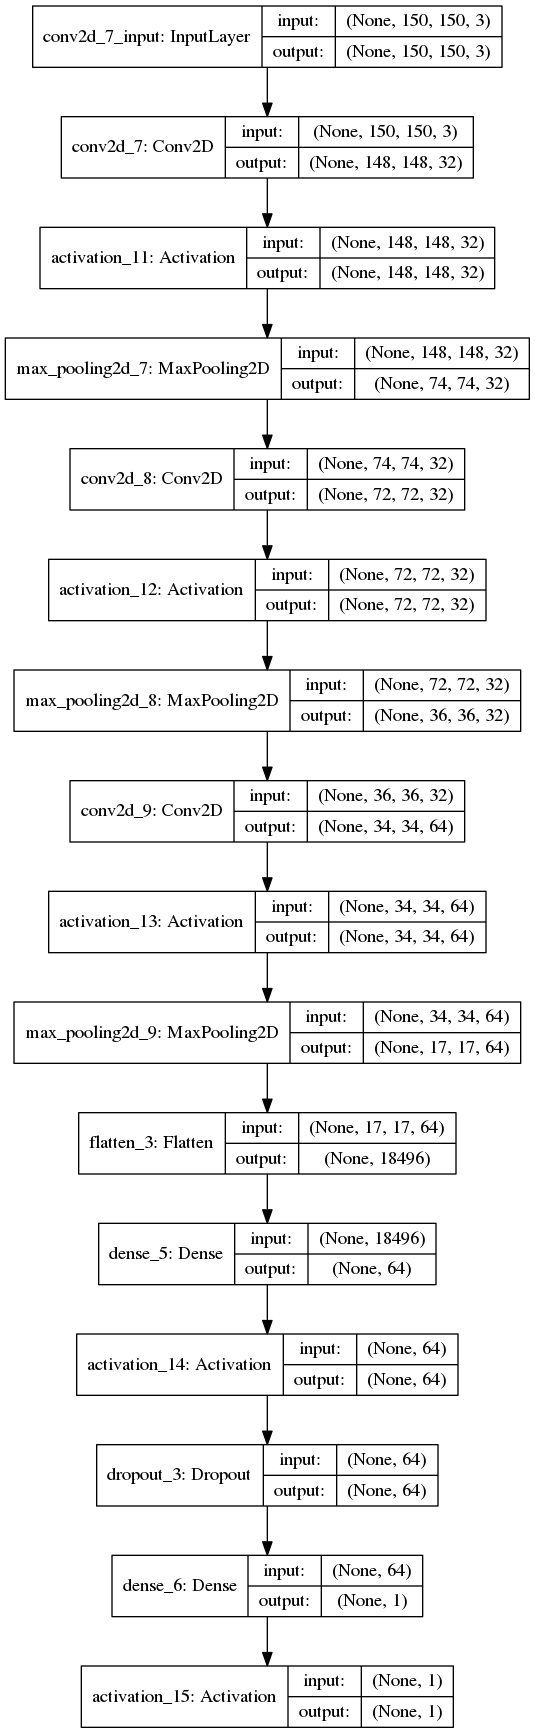 conv2d_7_input: InputLayer
input: (None, 150, 150, 3)
output: (None, 150, 150, 3)
conv2d_7: Conv2D
input: (None, 150, 150, 3)
output: (None, 148, 148, 32)
activation_11: Activation
input: (None, 148, 148, 32)
output: (None, 148, 148, 32)
max_pooling2d_7: MaxPooling2D
input: (None, 148, 148, 32)
output: (None, 74, 74, 32)
conv2d_8: Conv2D
input: (None, 74, 74, 32)
output: (None, 72, 72, 32)
activation_12: Activation
input: (None, 72, 72, 32)
output: (None, 72, 72, 32)
max_pooling2d_8: MaxPooling2D
input: (None, 72, 72, 32)
output: (None, 36, 36, 32)
conv2d_9: Conv2D
input: (None, 36, 36, 32)
output: (None, 34, 34, 64)
activation_13: Activation
input: (None, 34, 34, 64)
output: (None, 34, 34, 64)
max_pooling2d_9: MaxPooling2D
input: (None, 34, 34, 64)
output: (None, 17, 17, 64)
flatten_3: Flatten
input: (None, 17, 17, 64)
output: (None, 18496)
dense_5: Dense
input: (None, 18496)
output: (None, 64)
activation_14: Activation
input: (None, 64)
output: (None, 64)
dropout_3: Dropout
input: (None, 64)
output: (None, 64)
dense_6: Dense
input: (None, 64)
output: (None, 1)
activation_15: Activation
input: (None, 1)
output: (None, 1)